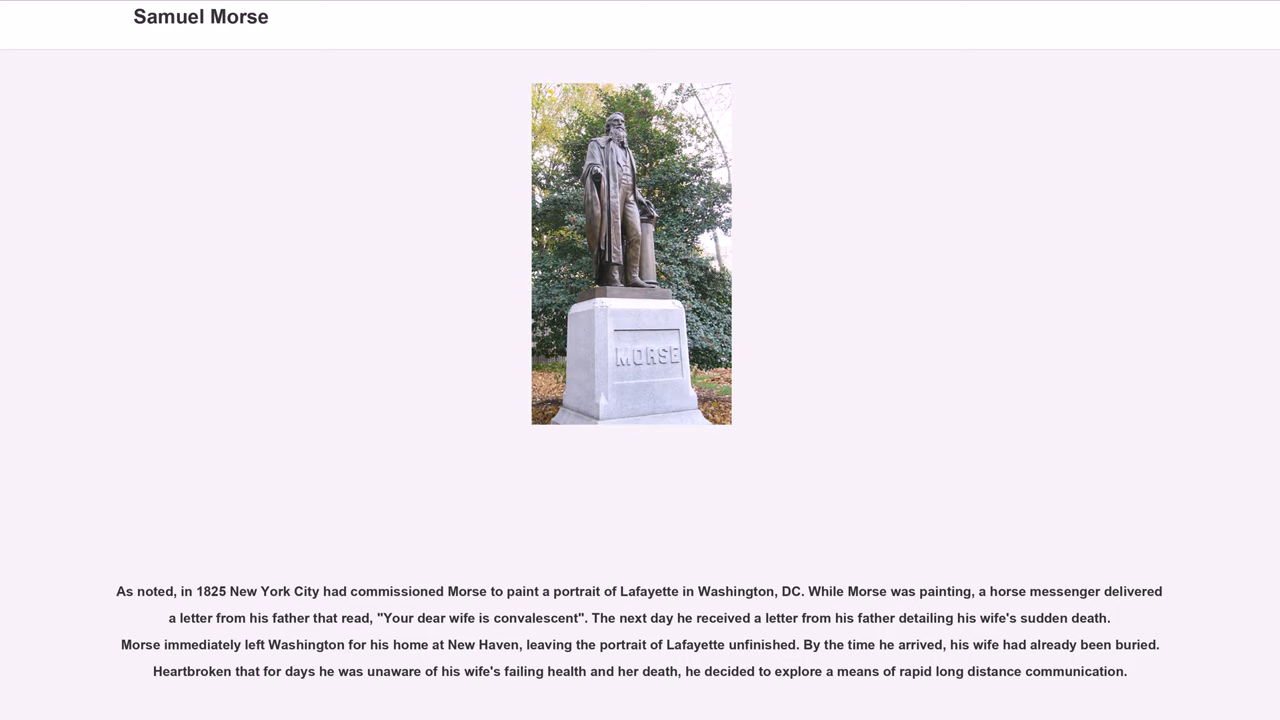 Samuel Morse
MORSE
As noted, in 1825 New York City had commissioned Morse to paint a portrait of Lafayette in Washington, DC. While Morse was painting, a horse messenger delivered
a letter from his father that read, "Your dear wife is convalescent". The next day he received a letter from his father detailing his wife's sudden death.
Morse immediately left Washington for his home at New Haven, leaving the portrait of Lafayette unfinished. By the time he arrived, his wife had already been buried.
Heartbroken that for days he was unaware of his wife's failing health and her death, he decided to explore a means of rapid long distance communication.